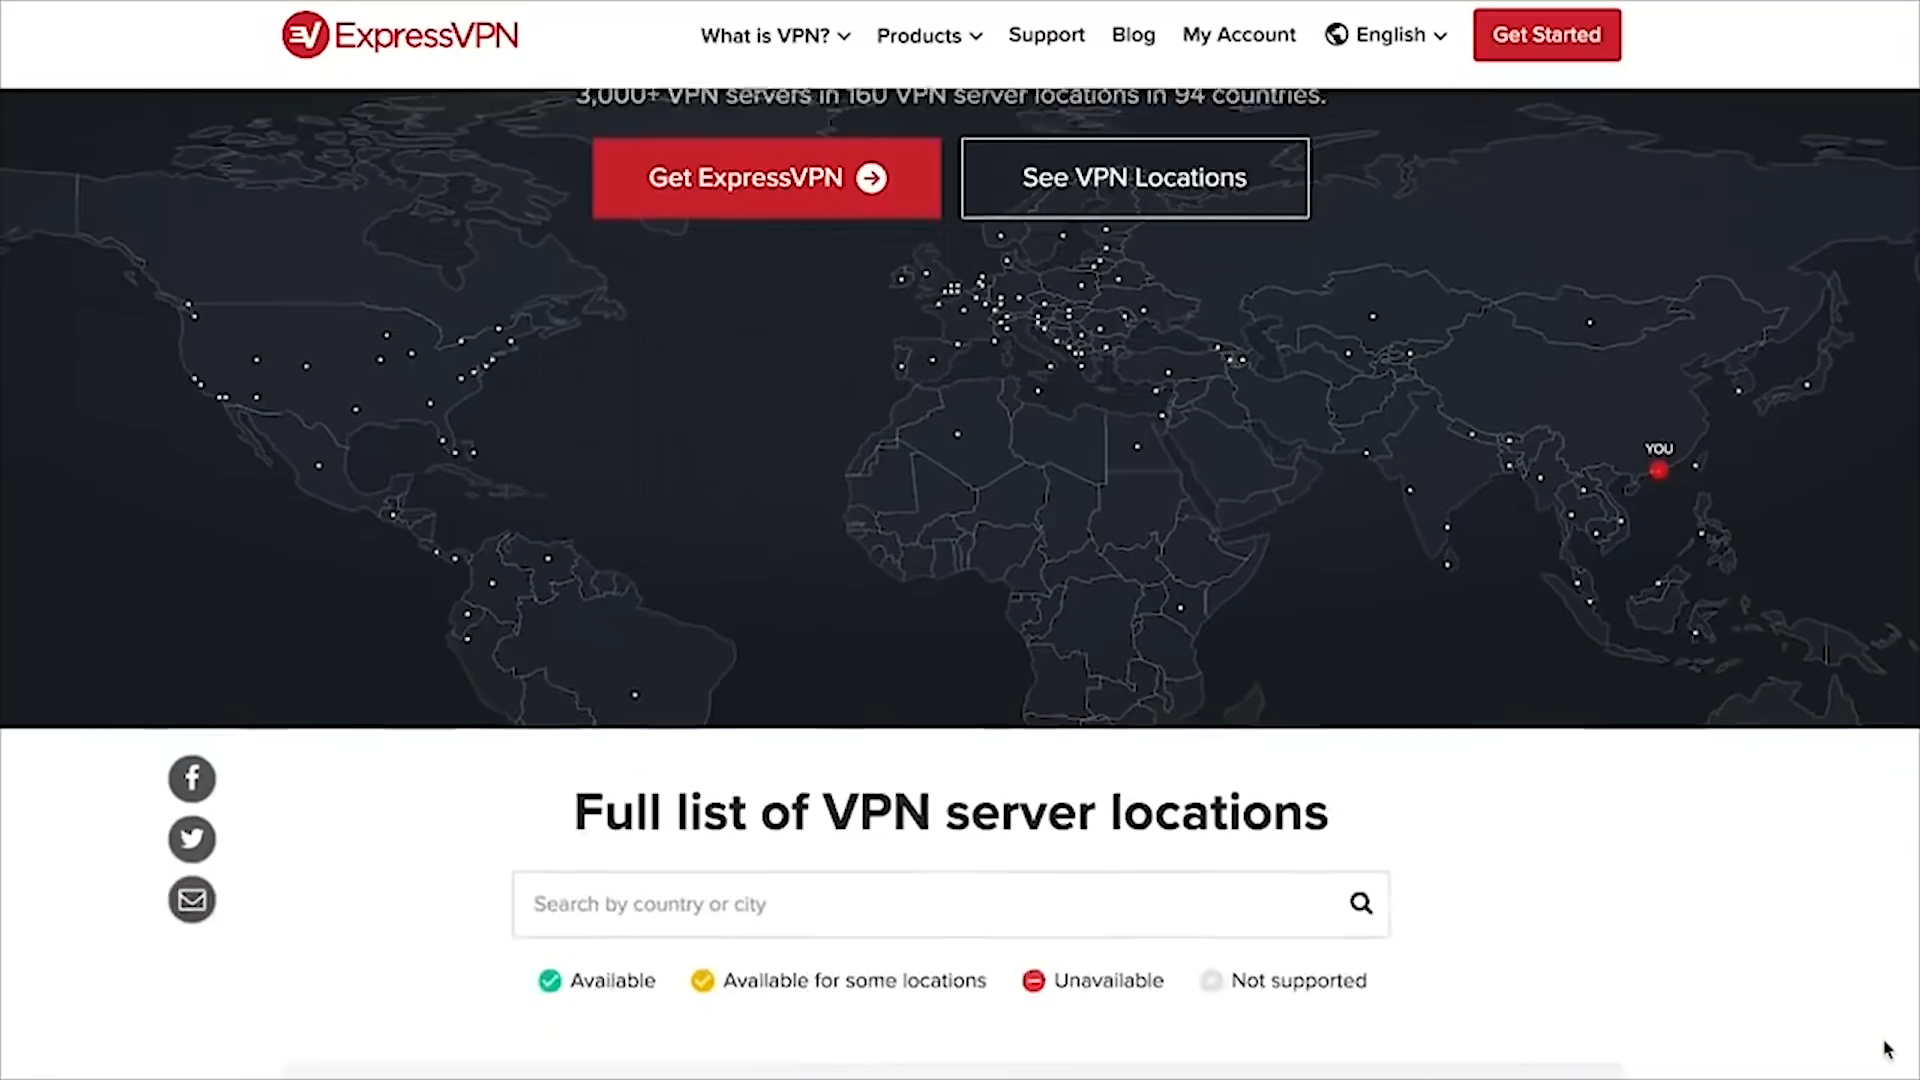 ExpressVPN
What is VPN? Products Support Blog My Account English Get Started
3,000+ VPN servers in 160 VPN server locations in 94 countries.
Get ExpressVPN See VPN Locations
YOU
Full list of VPN server locations
Search by country or city
Available Available for some locations Unavailable Not supported